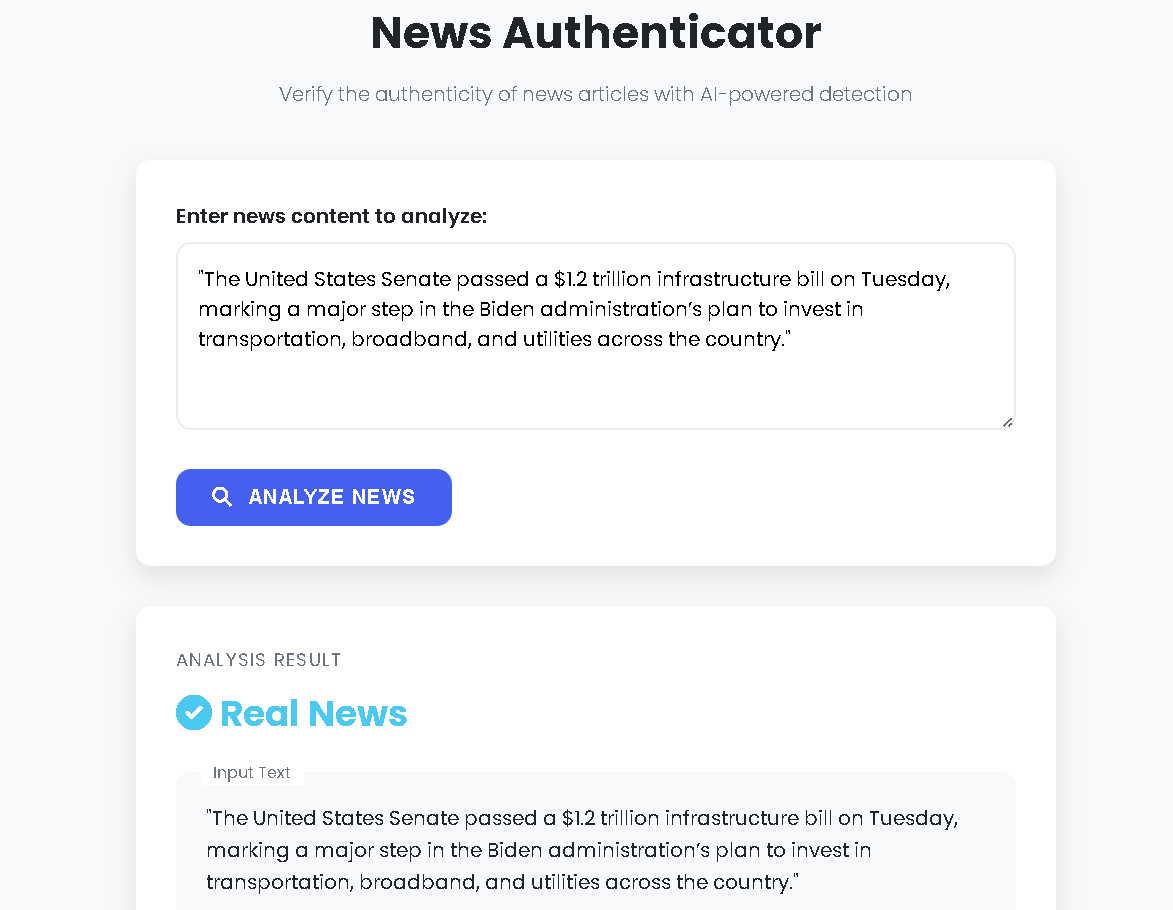 News Authenticator
Verify the authenticity of news articles with AI-powered detection
Enter news content to analyze:
"The United States Senate passed a $1.2 trillion infrastructure bill on Tuesday,
marking a major step in the Biden administration’s plan to invest in
transportation, broadband, and utilities across the country."
ANALYZE NEWS
ANALYSIS RESULT
Real News
Input Text
"The United States Senate passed a $1.2 trillion infrastructure bill on Tuesday,
marking a major step in the Biden administration’s plan to invest in
transportation, broadband, and utilities across the country."